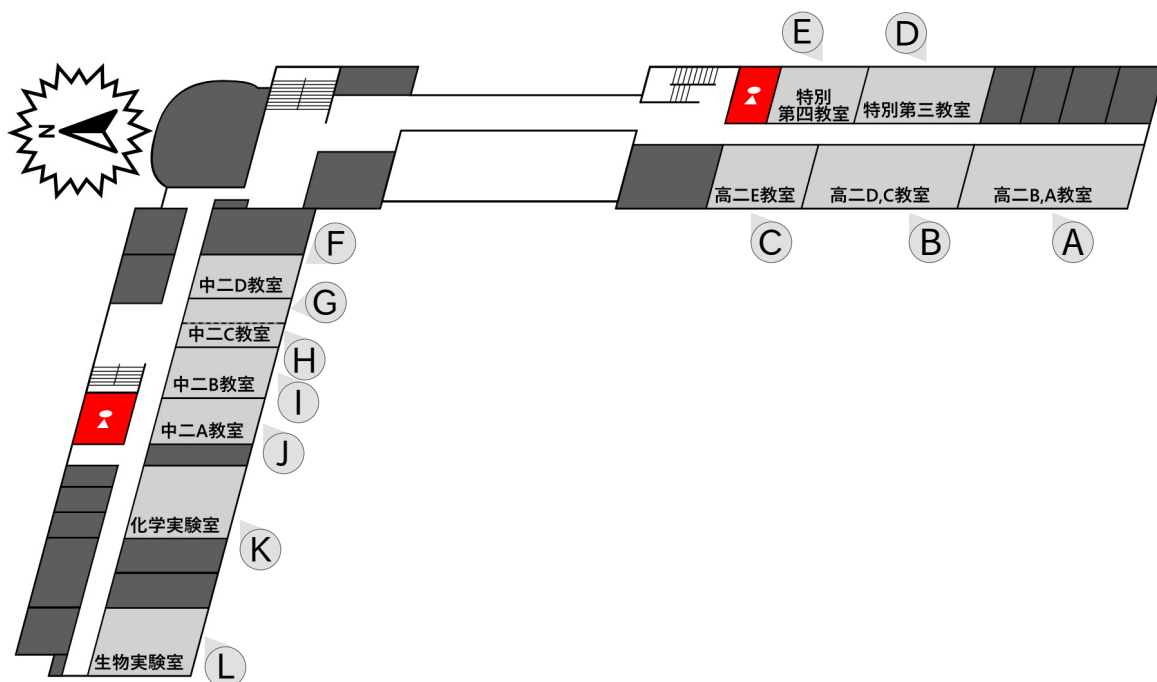 E
D
特別
第四教室
特別第三教室
N
高二E教室
高二D,C教室
高二B,A教室
C
B
A
F
中二D教室
G
中二C教室
H
中二B教室
I
中二A教室
J
化学実験室
K
生物実験室
L